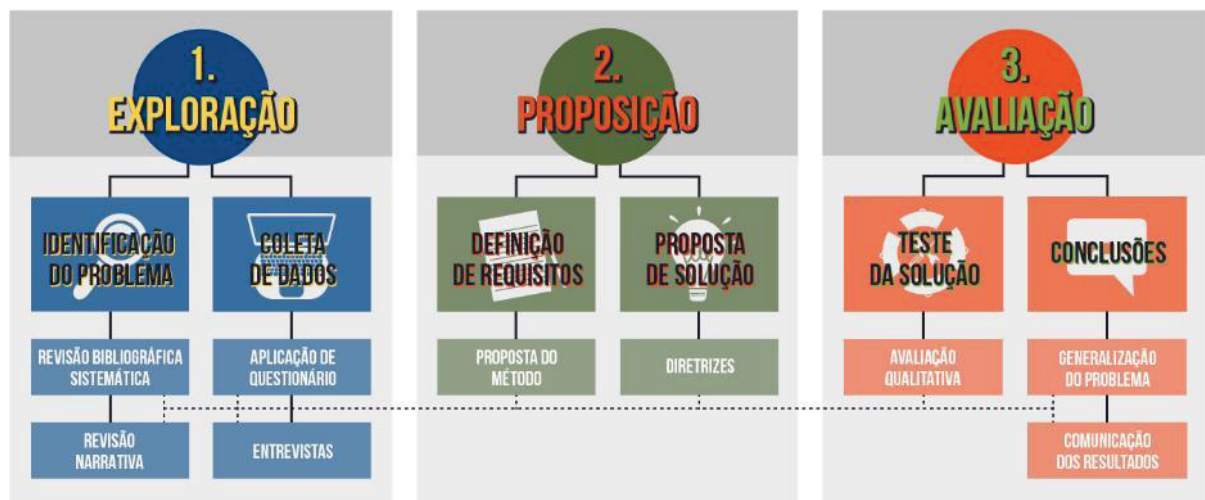 1.
EXPLORAÇÃO
IDENTIFICAÇÃO
DO PROBLEMA
COLETA
DE DADOS
REVISÃO BIBLIOGRÁFICA
SISTEMÁTICA
APLICAÇÃO DE
QUESTIONÁRIO
REVISÃO
NARRATIVA
ENTREVISTAS
2.
PROPOSIÇÃO
DEFINIÇÃO
DE REQUISITOS
PROPOSTA
DE SOLUÇÃO
PROPOSTA DO
MÉTODO
DIRETRIZES
3.
AVALIAÇÃO
TESTE
DA SOLUÇÃO
CONCLUSÕES
AVALIAÇÃO
QUALITATIVA
GENERALIZAÇÃO
DO PROBLEMA
COMUNICAÇÃO
DOS RESULTADOS